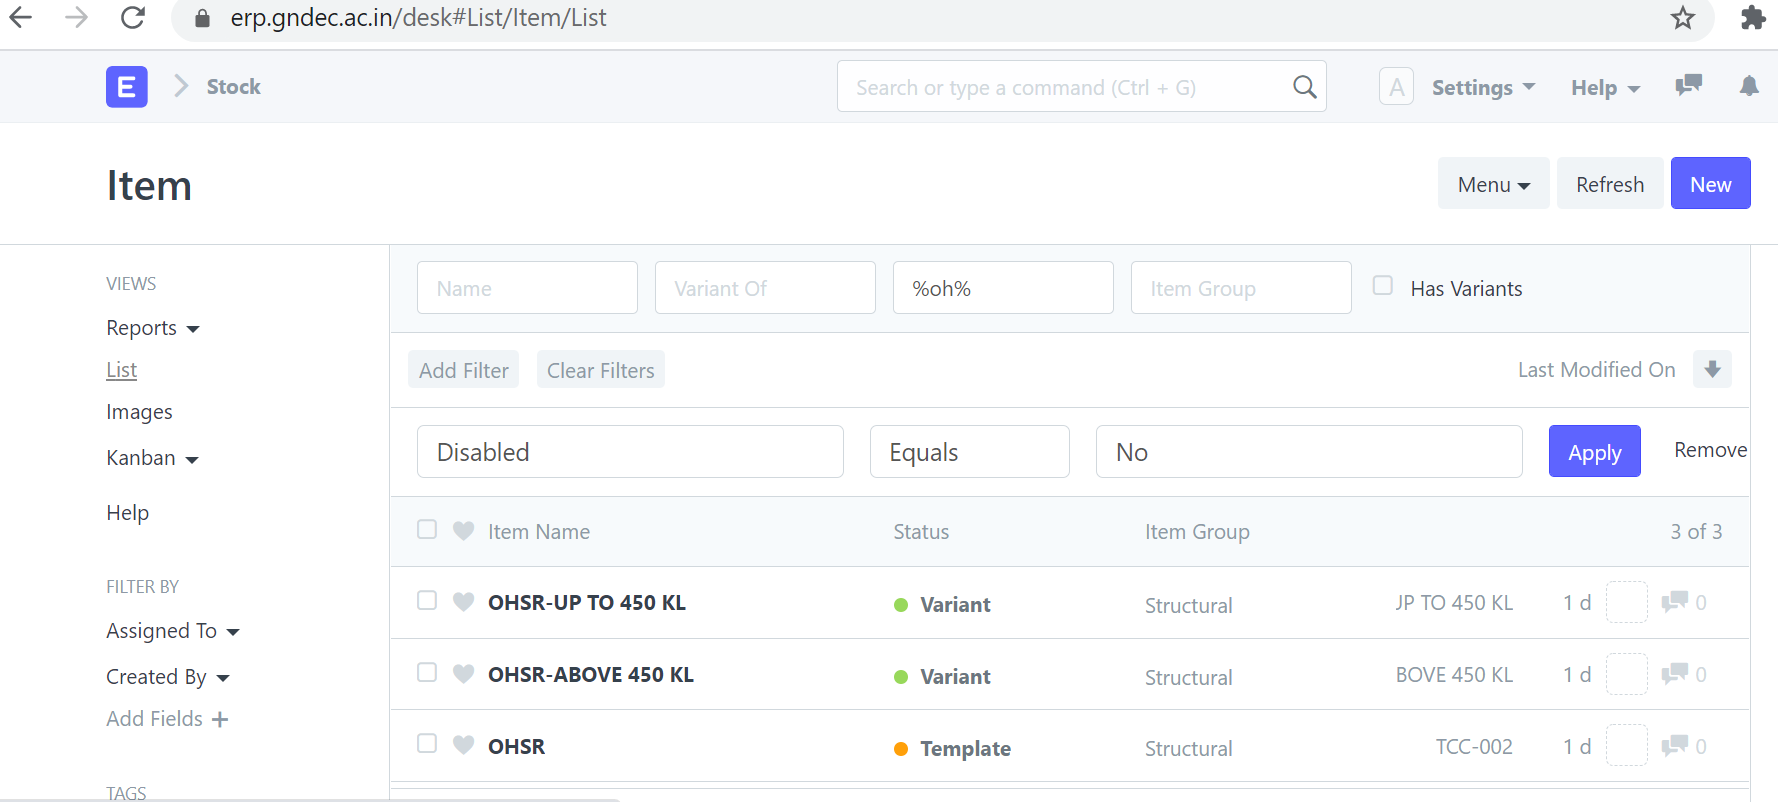 erp.gndec.ac.in/desk#List/Item/List
E Stock Search or type a command (Ctrl + G) A Settings Help
Item Menu Refresh New
VIEWS
Reports
List
Images
Kanban
Help
FILTER BY
Assigned To
Created By
Add Fields
TAGS
Name Variant Of %oh% Item Group Has Variants
Add Filter Clear Filters Last Modified On
Disabled Equals No Apply Remove
Item Name Status Item Group 3 of 3
OHSR-UP TO 450 KL Variant Structural JP TO 450 KL 1 d 0
OHSR-ABOVE 450 KL Variant Structural BOVE 450 KL 1 d 0
OHSR Template Structural TCC-002 1 d 0